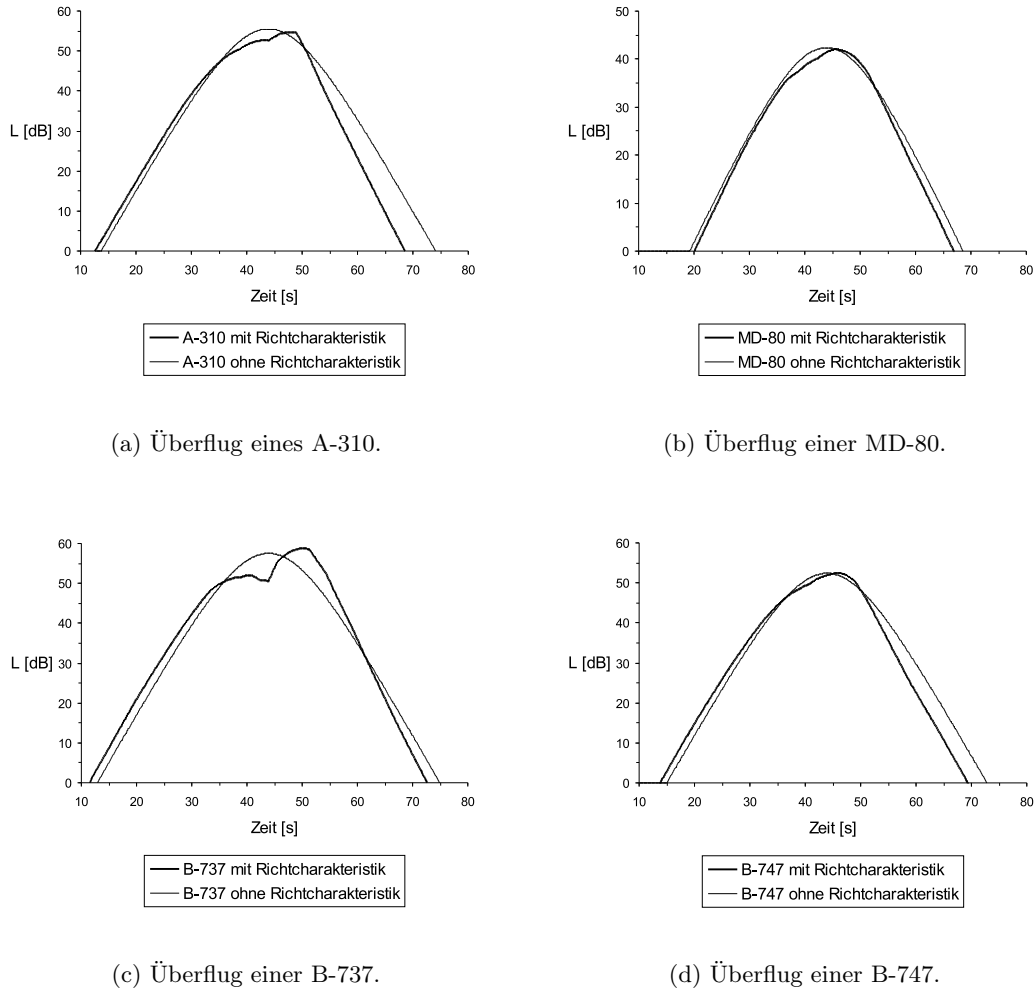 60
50
40
L [dB]
30
20
10
0
10 20 30 40 50 60 70 80
Zeit [s]
A-310 mit Richtcharakteristik
A-310 ohne Richtcharakteristik
(a) Überflug eines A-310.
50
40
30
L [dB]
20
10
0
10 20 30 40 50 60 70 80
Zeit [s]
MD-80 mit Richtcharakteristik
MD-80 ohne Richtcharakteristik
(b) Überflug einer MD-80.
60
50
40
L [dB]
30
20
10
0
10 20 30 40 50 60 70 80
Zeit [s]
B-737 mit Richtcharakteristik
B-737 ohne Richtcharakteristik
(c) Überflug einer B-737.
60
50
40
L [dB]
30
20
10
0
10 20 30 40 50 60 70 80
Zeit [s]
B-747 mit Richtcharakteristik
B-747 ohne Richtcharakteristik
(d) Überflug einer B-747.